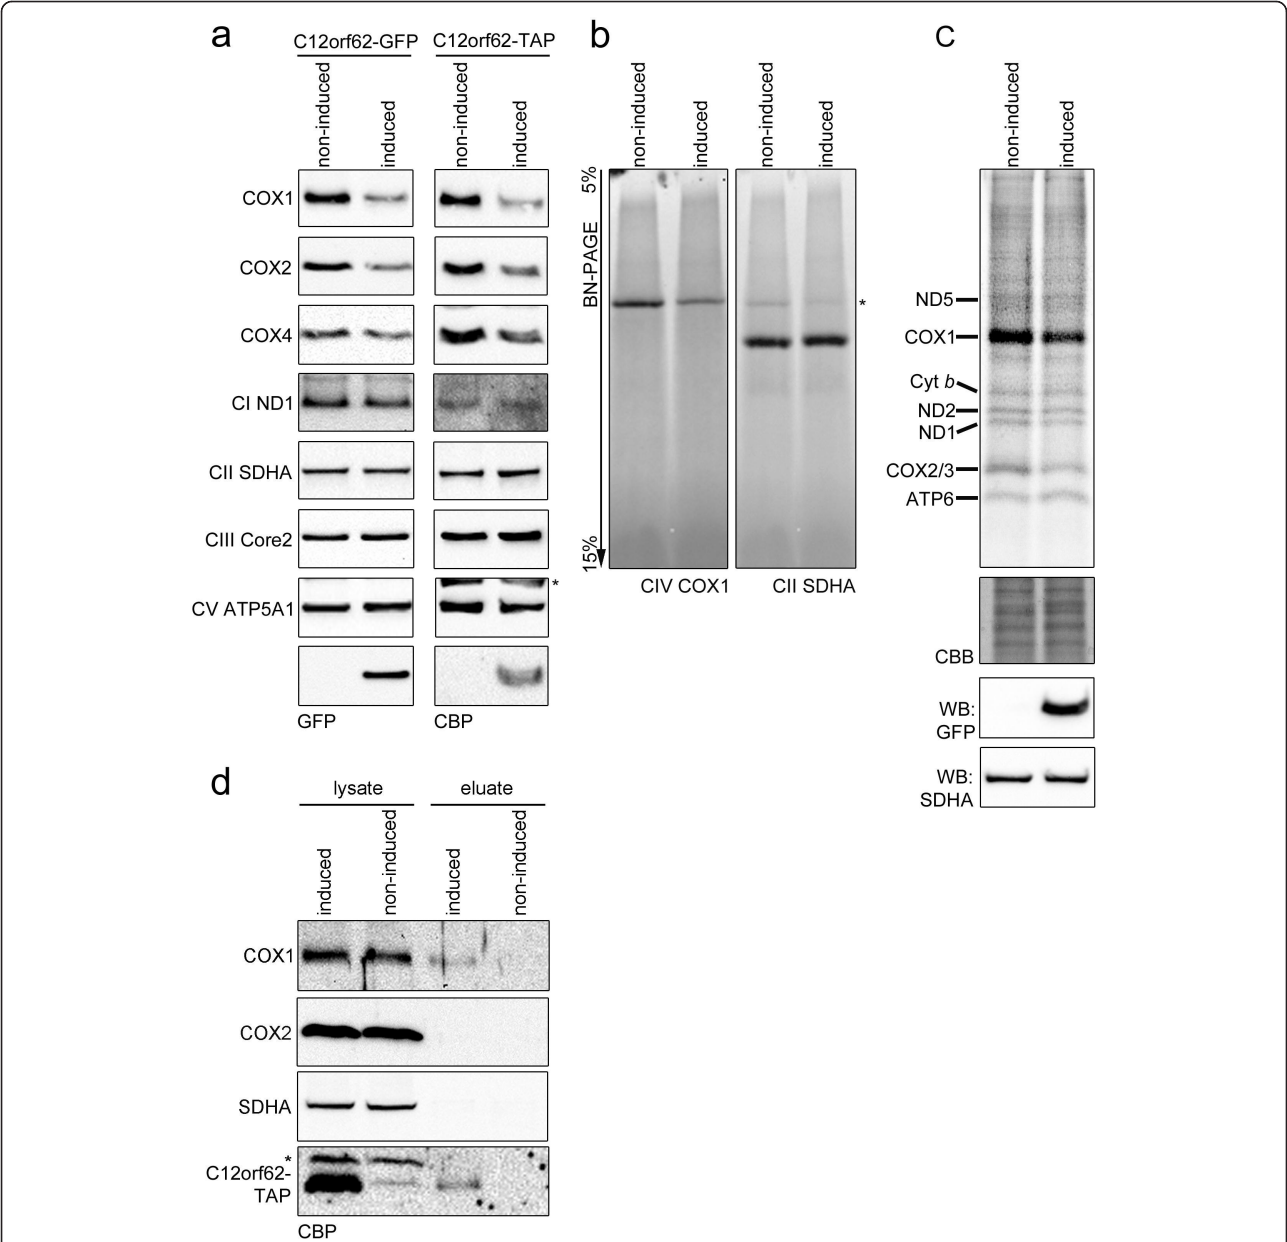 a
C12orf62-GFP
C12orf62-TAP
non-induced
induced
non-induced
induced
COX1
COX2
COX4
CI ND1
CII SDHA
CIII Core2
CV ATP5A1
*
GFP
CBP
b
non-induced
induced
non-induced
induced
5%
BN-PAGE
15%
*
CIV COX1
CII SDHA
c
non-induced
induced
ND5
COX1
Cyt b
ND2
ND1
COX2/3
ATP6
CBB
WB:
GFP
WB:
SDHA
d
lysate
eluate
induced
non-induced
induced
non-induced
COX1
COX2
SDHA
*
C12orf62-
TAP
CBP